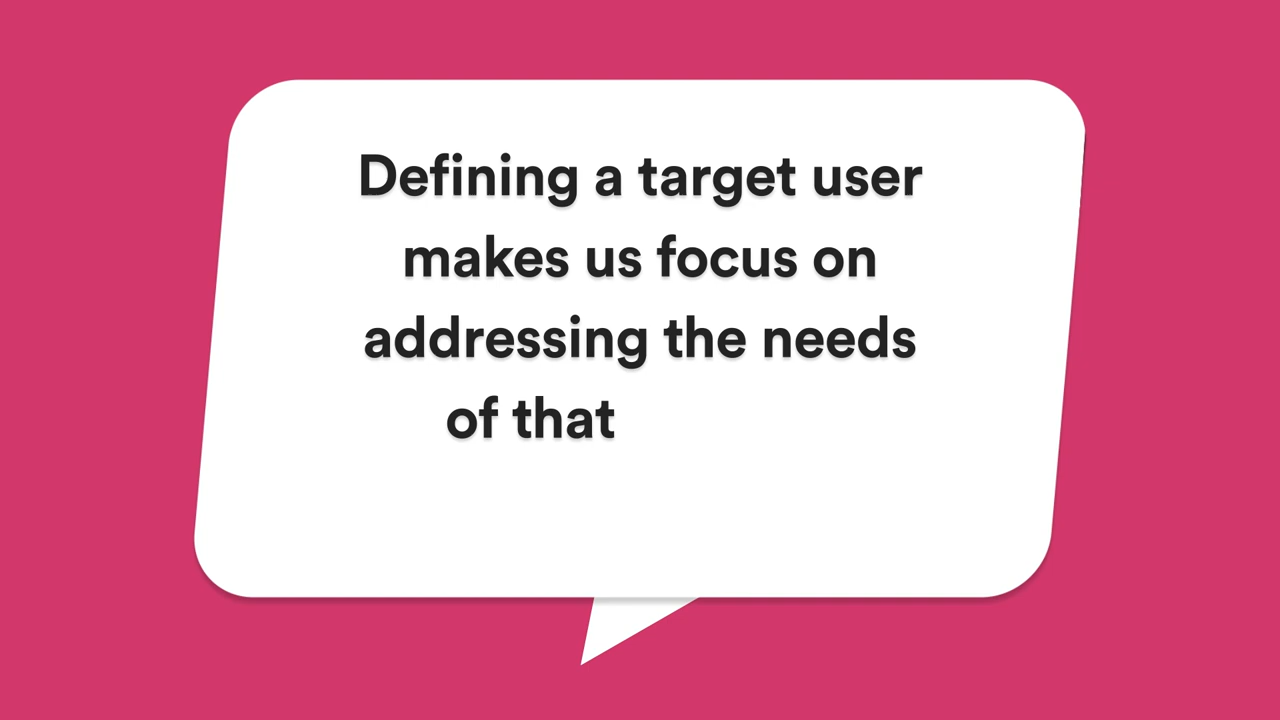 Defining a target user
makes us focus on
addressing the needs
of that